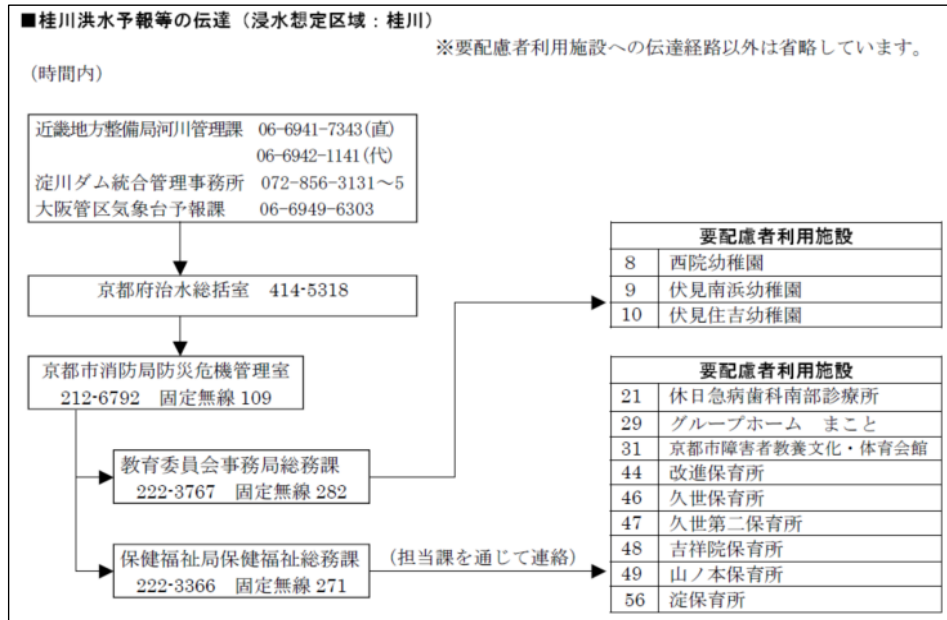 ■桂川洪水予報等の伝達（浸水想定区域：桂川）
※要配慮者利用施設への伝達経路以外は省略しています。
(時間内)
近畿地方整備局河川管理課 06-6941-7343(直)
06-6942-1141(代)
淀川ダム統合管理事務所 072-856-3131～5
大阪管区気象台予報課 06-6949-6303
京都府治水総括室 414-5318
京都市消防局防災危機管理室
212-6792 固定無線 109
教育委員会事務局総務課
222-3767 固定無線 282
保健福祉局保健福祉総務課
222-3366 固定無線 271
(担当課を通じて連絡)
要配慮者利用施設
8 西院幼稚園
9 伏見南浜幼稚園
10 伏見住吉幼稚園
要配慮者利用施設
21 休日急病歯科南部診療所
29 グループホーム まこと
31 京都市障害者教養文化・体育会館
44 改進保育所
46 久世保育所
47 久世第二保育所
48 吉祥院保育所
49 山ノ本保育所
56 淀保育所